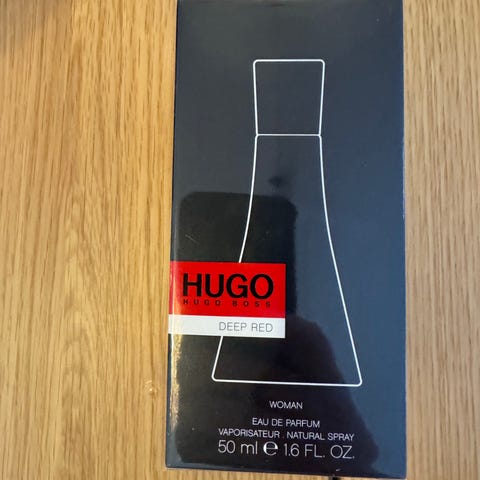 HUGO
HUGO BOSS
DEEP RED
WOMAN
EAU DE PARFUM
VAPORISATEUR . NATURAL SPRAY
50 ml ℮ 1.6 FL. OZ.